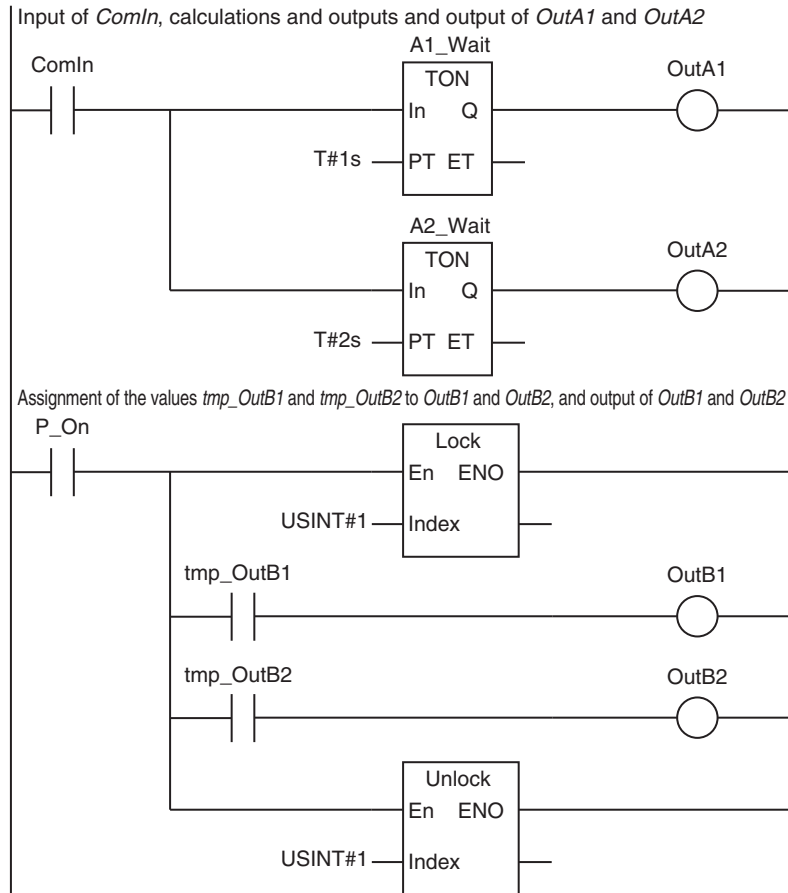 Input of ComIn, calculations and outputs and output of OutA1 and OutA2
A1_Wait
ComIn
TON
OutA1
In Q
T#1s
PT ET
A2_Wait
TON
OutA2
In Q
T#2s
PT ET
Assignment of the values tmp_OutB1 and tmp_OutB2 to OutB1 and OutB2, and output of OutB1 and OutB2
P_On
Lock
En ENO
USINT#1
Index
tmp_OutB1
OutB1
tmp_OutB2
OutB2
Unlock
En ENO
USINT#1
Index